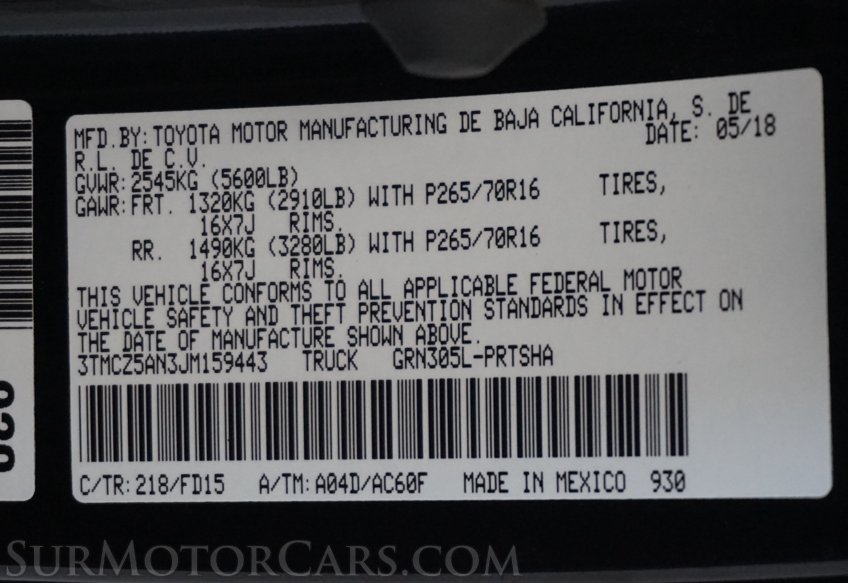 MFD.BY:TOYOTA MOTOR MANUFACTURING DE BAJA CALIFORNIA, S. DE
R.L. DE C.V. DATE: 05/18
GVWR:2545KG (5600LB)
GAWR:FRT. 1320KG (2910LB) WITH P265/70R16 TIRES,
16X7J RIMS.
RR. 1490KG (3280LB) WITH P265/70R16 TIRES,
16X7J RIMS.
THIS VEHICLE CONFORMS TO ALL APPLICABLE FEDERAL MOTOR
VEHICLE SAFETY AND THEFT PREVENTION STANDARDS IN EFFECT ON
THE DATE OF MANUFACTURE SHOWN ABOVE.
3TMCZ5AN3JM159443 TRUCK GRN305L-PRTSHA
C/TR:218/FD15 A/TM:A04D/AC60F MADE IN MEXICO 930
SURMOTORCARS.COM